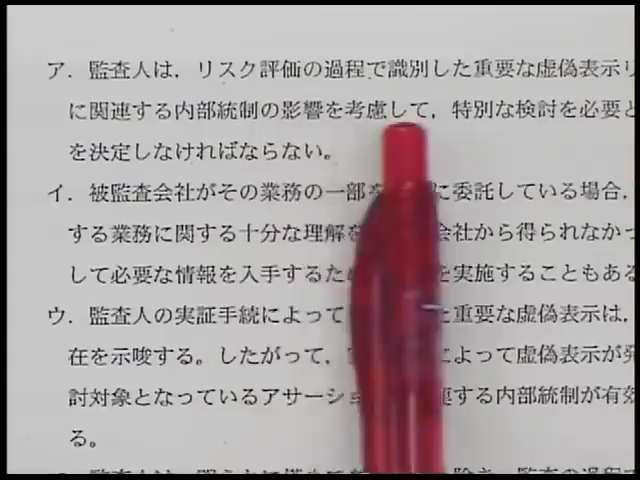 ア．監査人は，リスク評価の過程で識別した重要な虚偽表示リ
に関連する内部統制の影響を考慮して，特別な検討を必要と
を決定しなければならない。
イ．被監査会社がその業務の一部を に委託している場合，
する業務に関する十分な理解を 会社から得られなかっ
して必要な情報を入手するた を実施することもある
ウ．監査人の実証手続によって 重要な虚偽表示は，
在を示唆する。したがって， によって虚偽表示が発
討対象となっているアサーショ 連する内部統制が有効
る。